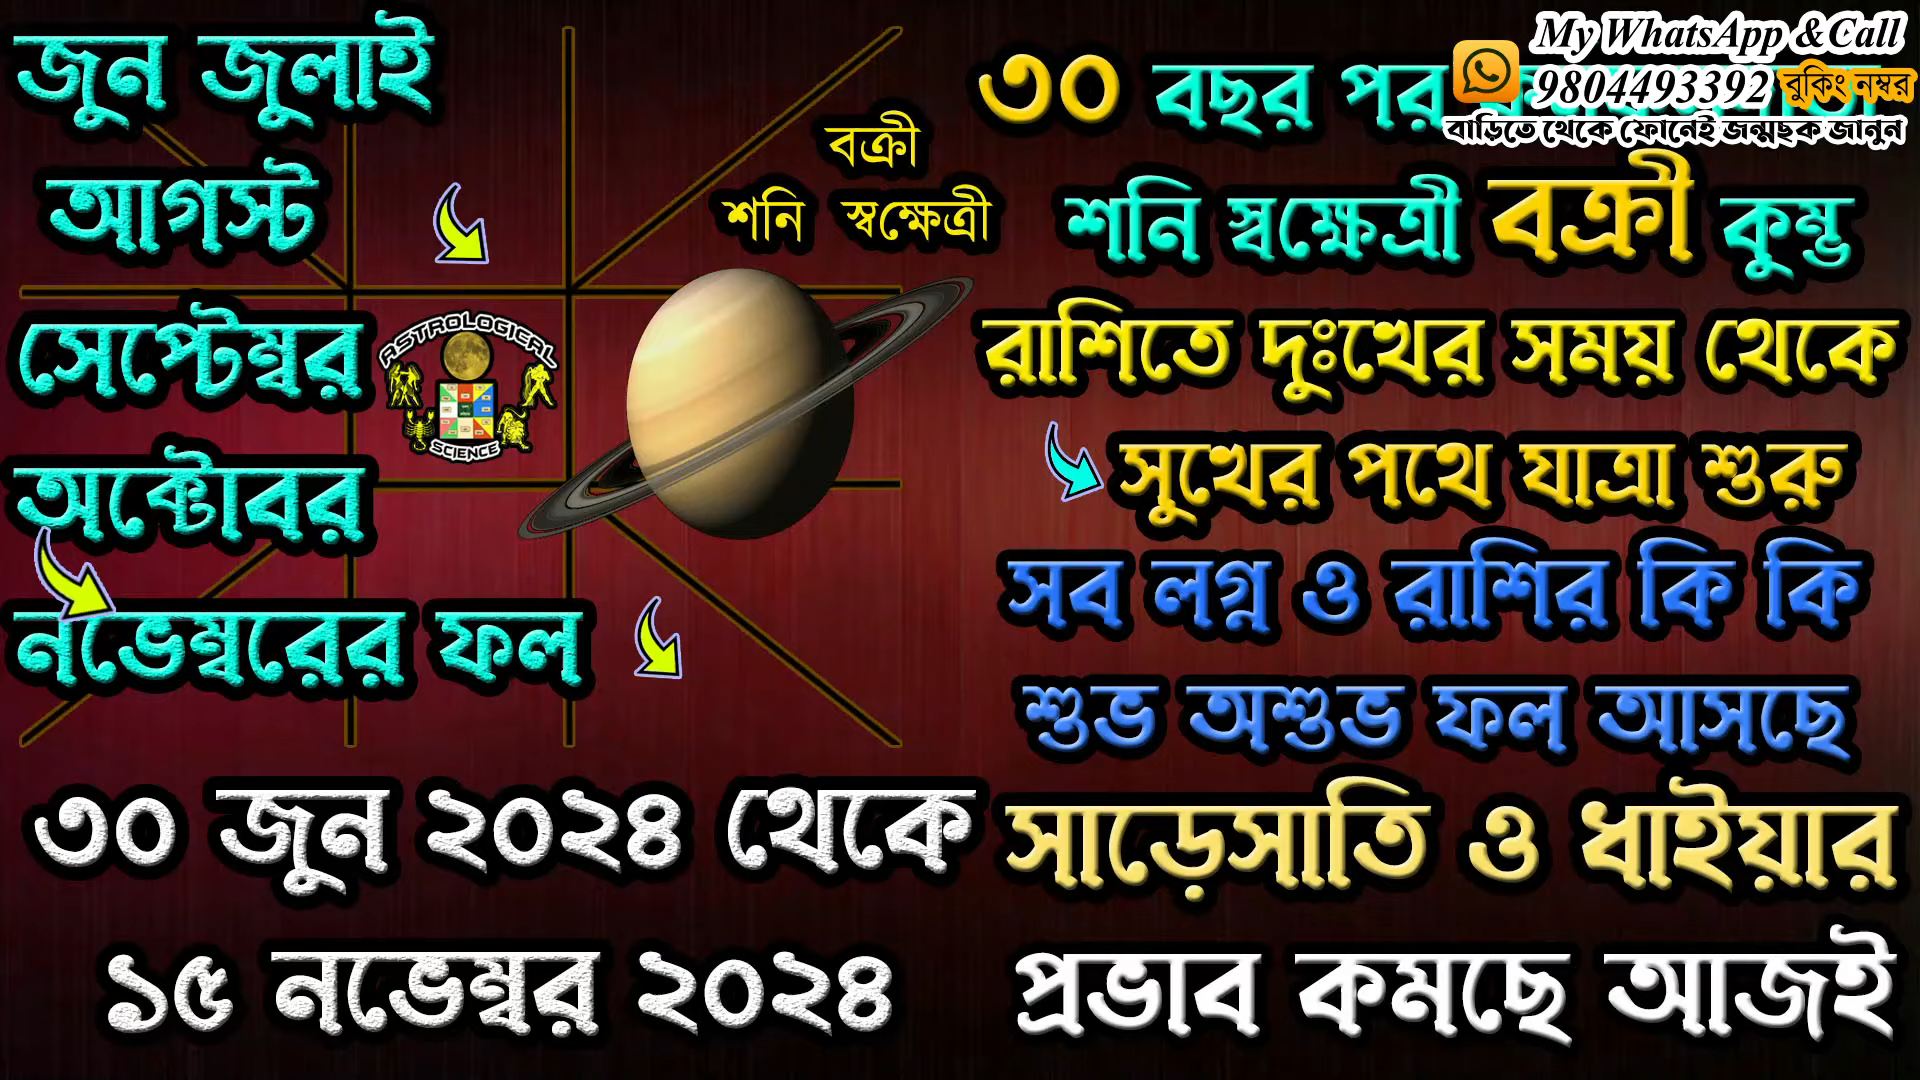 জুন জুলাই
আগস্ট
সেপ্টেম্বর
অক্টোবর
নভেম্বরের ফল
বক্রী
শনি স্বক্ষেত্রী
ASTROLOGICAL
SCIENCE
৩০ জুন ২০২৪ থেকে
১৫ নভেম্বর ২০২৪
My WhatsApp & Call
9804493392 বুকিং নম্বর
বাড়িতে থেকে ফোনেই জন্মছক জানুন
৩০ বছর পর
শনি স্বক্ষেত্রী বক্রী কুম্ভ
রাশিতে দুঃখের সময় থেকে
সুখের পথে যাত্রা শুরু
সব লগ্ন ও রাশির কি কি
শুভ অশুভ ফল আসছে
সাড়েসাতি ও ধাইয়ার
প্রভাব কমছে আজই